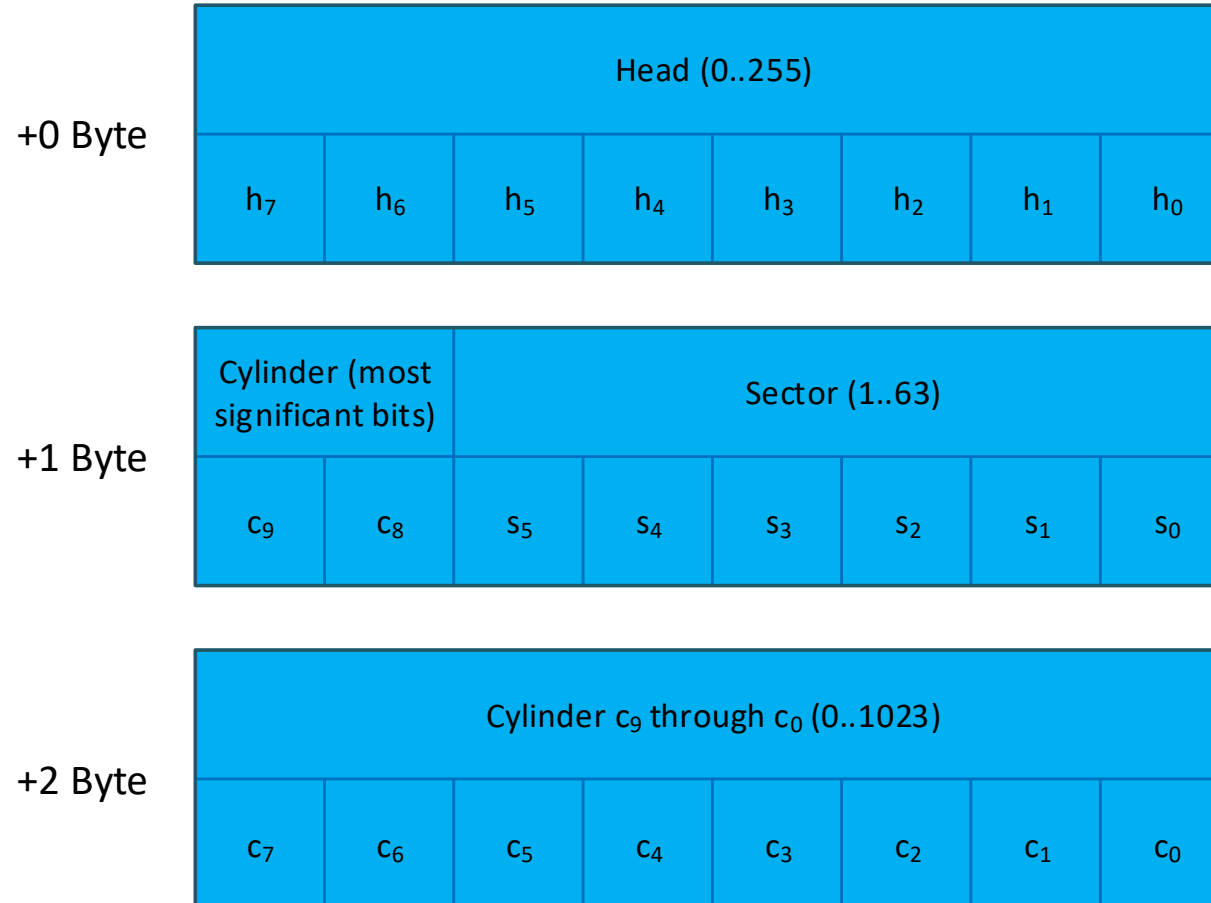 Head (0..255)
+0 Byte
h₇ h₆ h₅ h₄ h₃ h₂ h₁ h₀
Cylinder (most
significant bits)
Sector (1..63)
+1 Byte
c₉ c₈ s₅ s₄ s₃ s₂ s₁ s₀
Cylinder c₉ through c₀ (0..1023)
+2 Byte
c₇ c₆ c₅ c₄ c₃ c₂ c₁ c₀